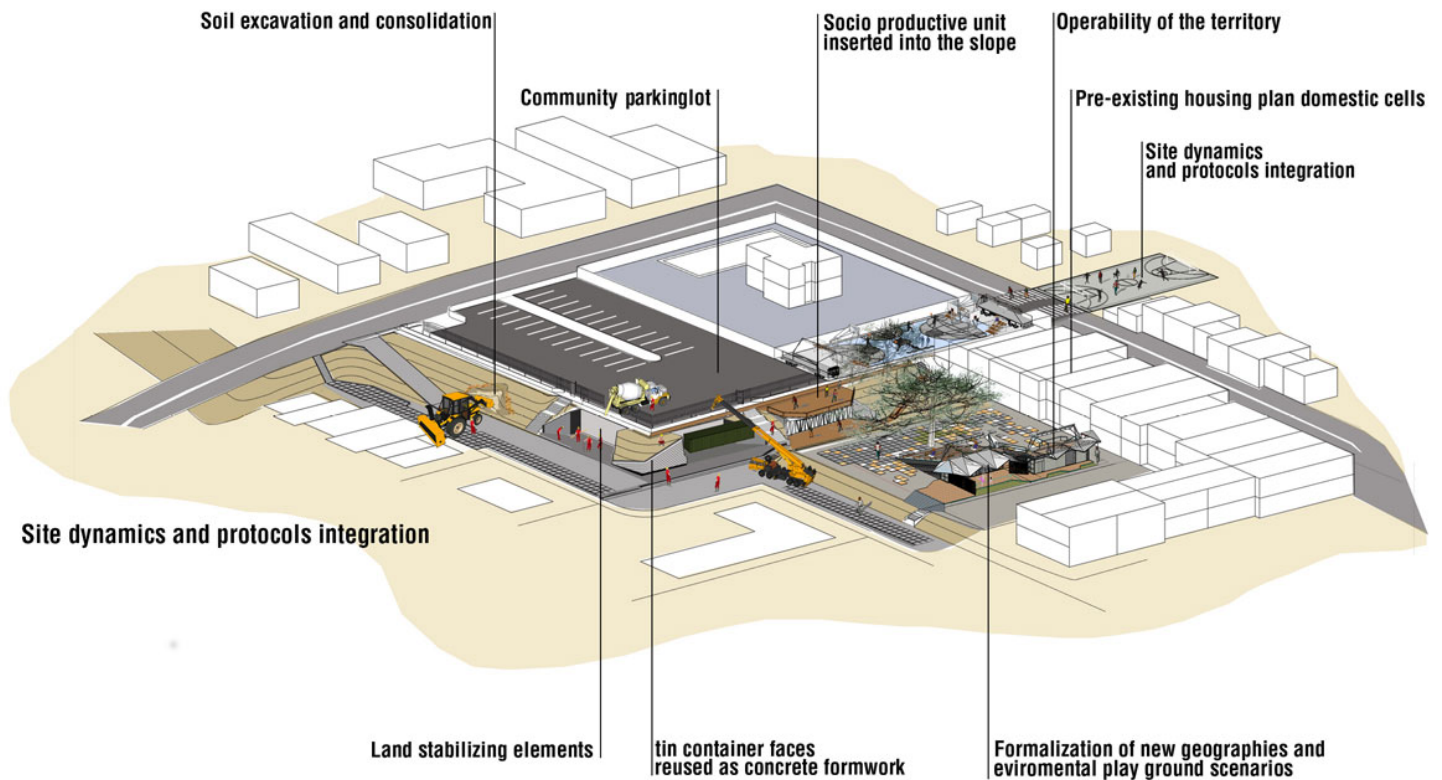 Soil excavation and consolidation
Socio productive unit
inserted into the slope
Operability of the territory
Community parkinglot
Pre-existing housing plan domestic cells
Site dynamics
and protocols integration
Site dynamics and protocols integration
Land stabilizing elements
tin container faces
reused as concrete formwork
Formalization of new geographies and
eviromental play ground scenarios